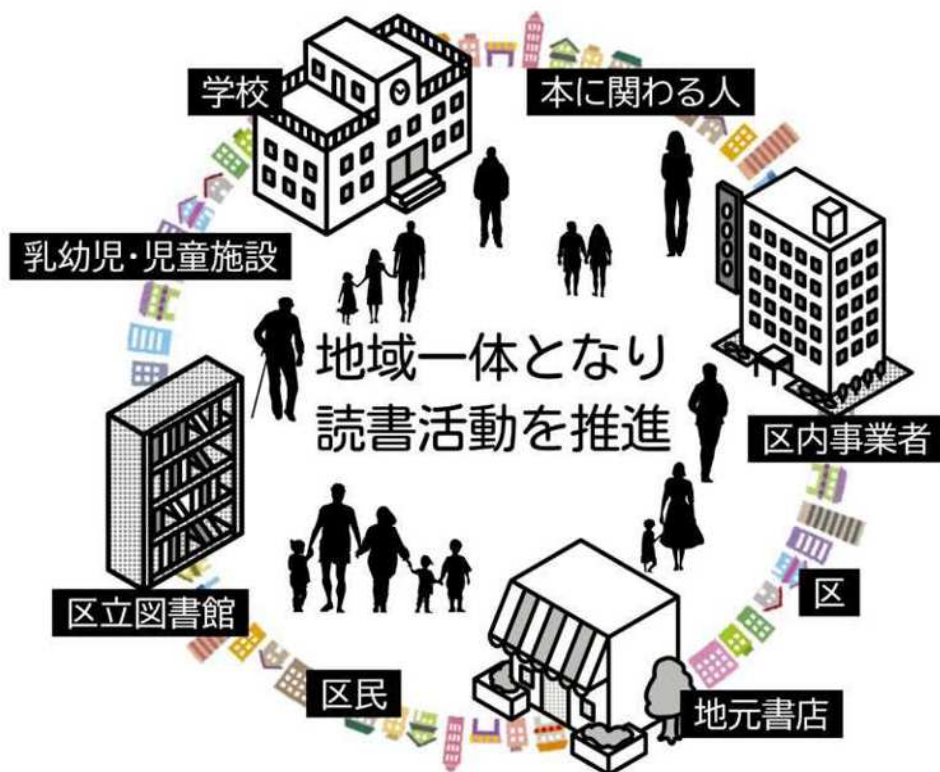 学校
本に関わる人
乳幼児・児童施設
地域一体となり
読書活動を推進
区内事業者
区
区立図書館
区民
地元書店